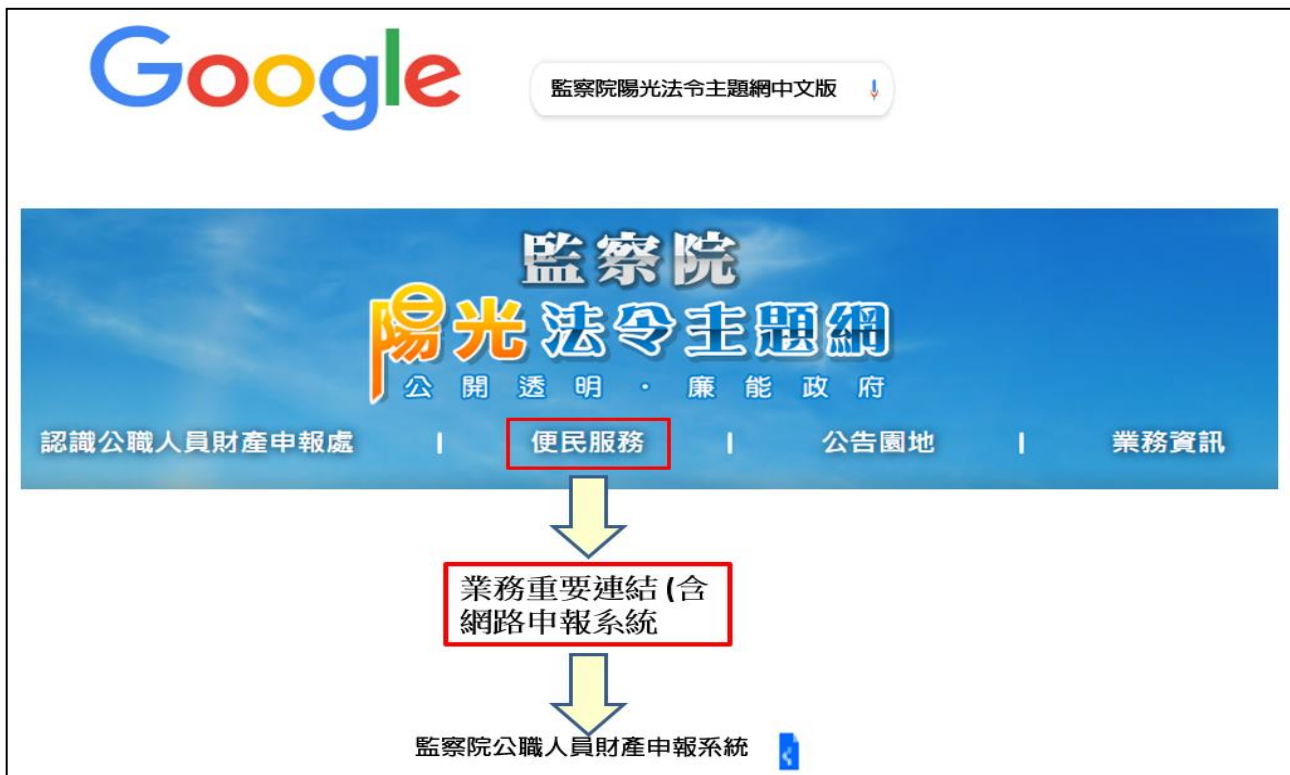 Google
監察院陽光法令主題網中文版
監察院
陽光法令主題網
公開透明・廉能政府
認識公職人員財產申報處 | 便民服務 | 公告園地 | 業務資訊
業務重要連結 (含
網路申報系統
監察院公職人員財產申報系統